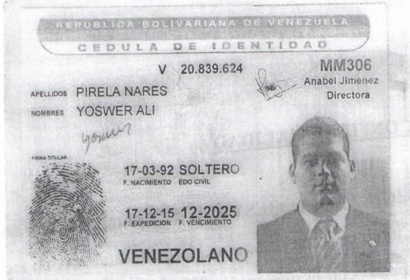 REPUBLICA BOLIVARIANA DE VENEZUELA
CEDULA DE IDENTIDAD
V 20.839.624
MM306
Anabel Jimenez
Directora
APELLIDOS PIRELA NARES
NOMBRES YOSWER ALI
FIRMA TITULAR
17-03-92 SOLTERO
F. NACIMIENTO EDO CIVIL
17-12-15 12-2025
F. EXPEDICION F. VENCIMIENTO
VENEZOLANO